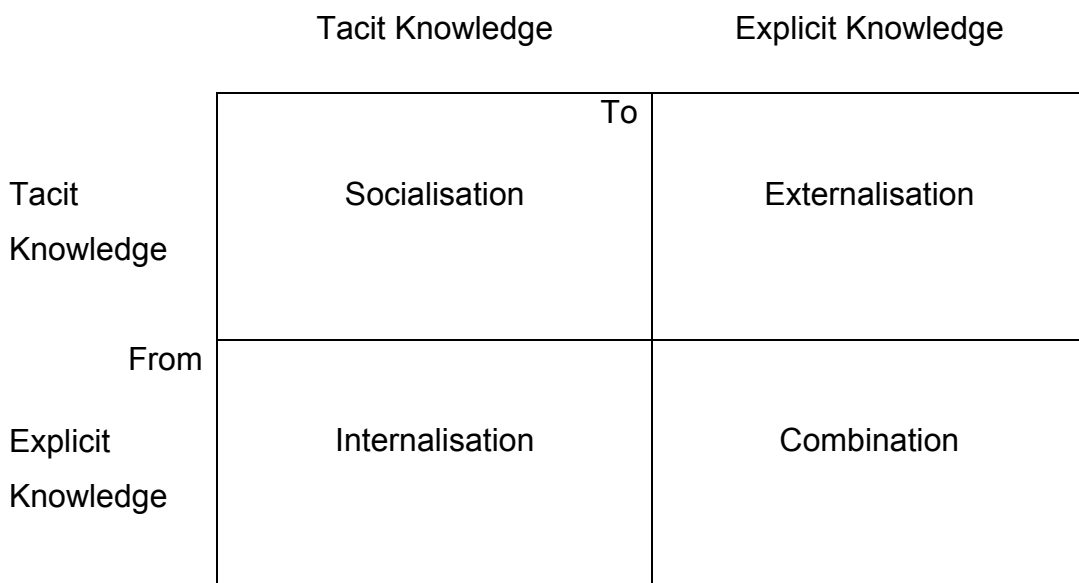 Tacit Knowledge Explicit Knowledge
To
Tacit Socialisation Externalisation
Knowledge
From
Explicit Internalisation Combination
Knowledge